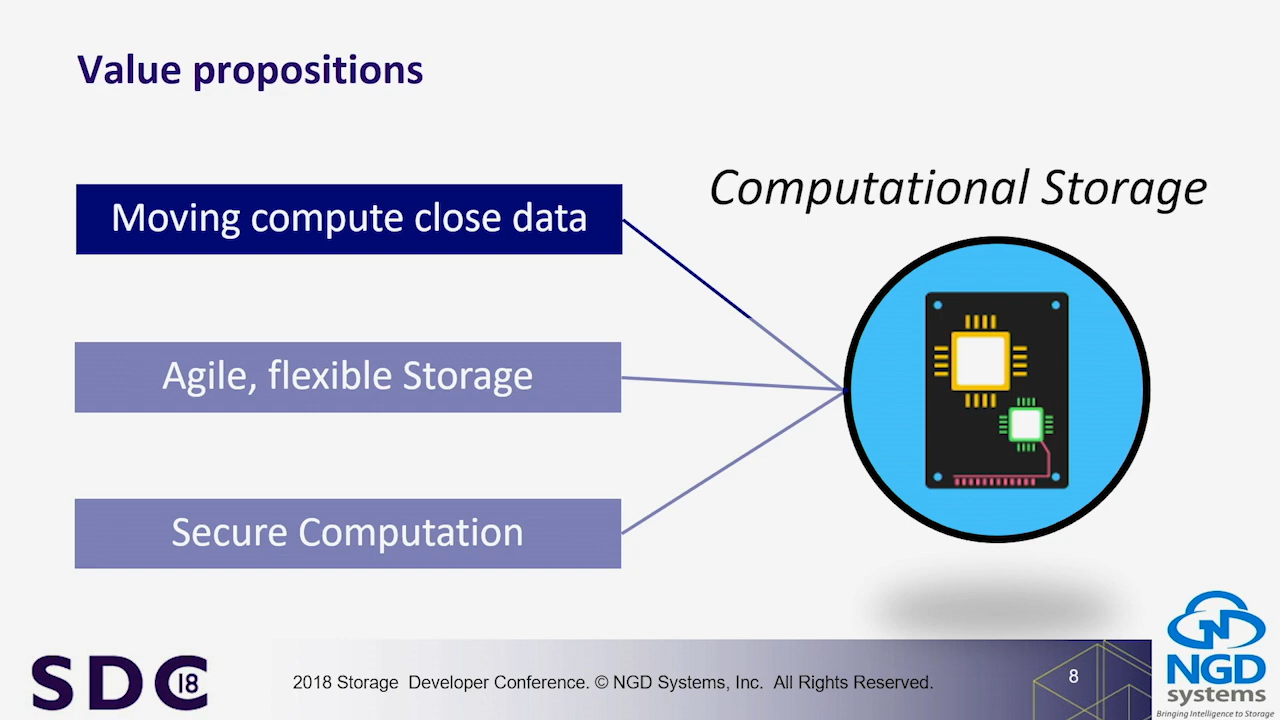 Value propositions
Moving compute close data
Computational Storage
Agile, flexible Storage
Secure Computation
SDC 18
2018 Storage Developer Conference. © NGD Systems, Inc. All Rights Reserved.
8
NGD
systems
Bringing Intelligence to Storage